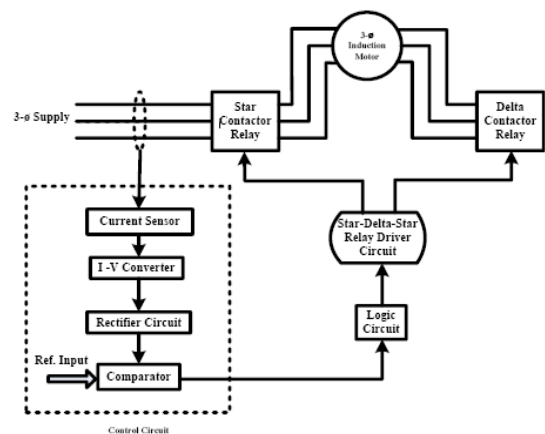 3-ø
Induction
Motor
Star
Contactor
Relay
Delta
Contactor
Relay
3-ø Supply
Current Sensor
Star-Delta-Star
Relay Driver
Circuit
I -V Converter
Rectifier Circuit
Logic
Circuit
Ref. Input
Comparator
Control Circuit